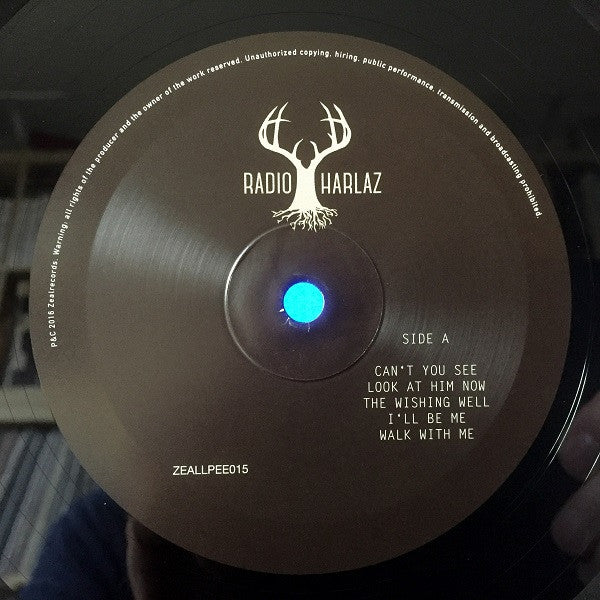 P&C 2016 Zealrecords. Warning: all rights of the producer and the owner of the work reserved. Unauthorized copying, hiring, public performance, transmission and broadcasting prohibited.
RADIO HARLAZ
SIDE A
CAN'T YOU SEE
LOOK AT HIM NOW
THE WISHING WELL
I'LL BE ME
WALK WITH ME
ZEALLPEE015